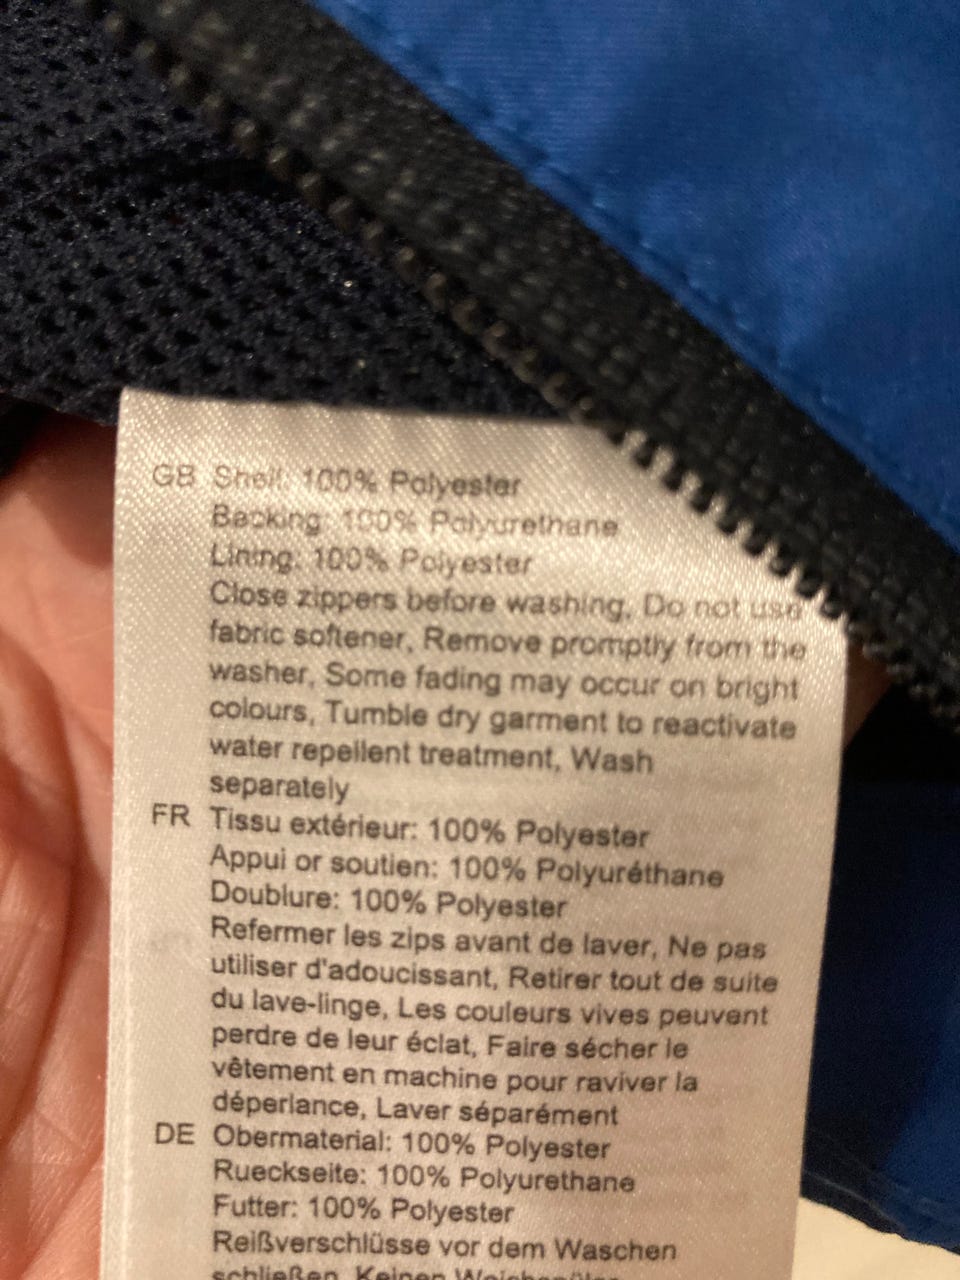 GB Shell: 100% Polyester
Backing: 100% Polyurethane
Lining: 100% Polyester
Close zippers before washing, Do not use
fabric softener, Remove promptly from the
washer, Some fading may occur on bright
colours, Tumble dry garment to reactivate
water repellent treatment, Wash
separately
FR Tissu extérieur: 100% Polyester
Appui or soutien: 100% Polyuréthane
Doublure: 100% Polyester
Refermer les zips avant de laver, Ne pas
utiliser d'adoucissant, Retirer tout de suite
du lave-linge, Les couleurs vives peuvent
perdre de leur éclat, Faire sécher le
vêtement en machine pour raviver la
déperlance, Laver séparément
DE Obermaterial: 100% Polyester
Rueckseite: 100% Polyurethane
Futter: 100% Polyester
Reißverschlüsse vor dem Waschen
schließen, Keinen Weichspüler